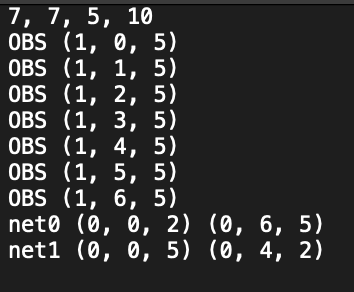 7, 7, 5, 10
OBS (1, 0, 5)
OBS (1, 1, 5)
OBS (1, 2, 5)
OBS (1, 3, 5)
OBS (1, 4, 5)
OBS (1, 5, 5)
OBS (1, 6, 5)
net0 (0, 0, 2) (0, 6, 5)
net1 (0, 0, 5) (0, 4, 2)